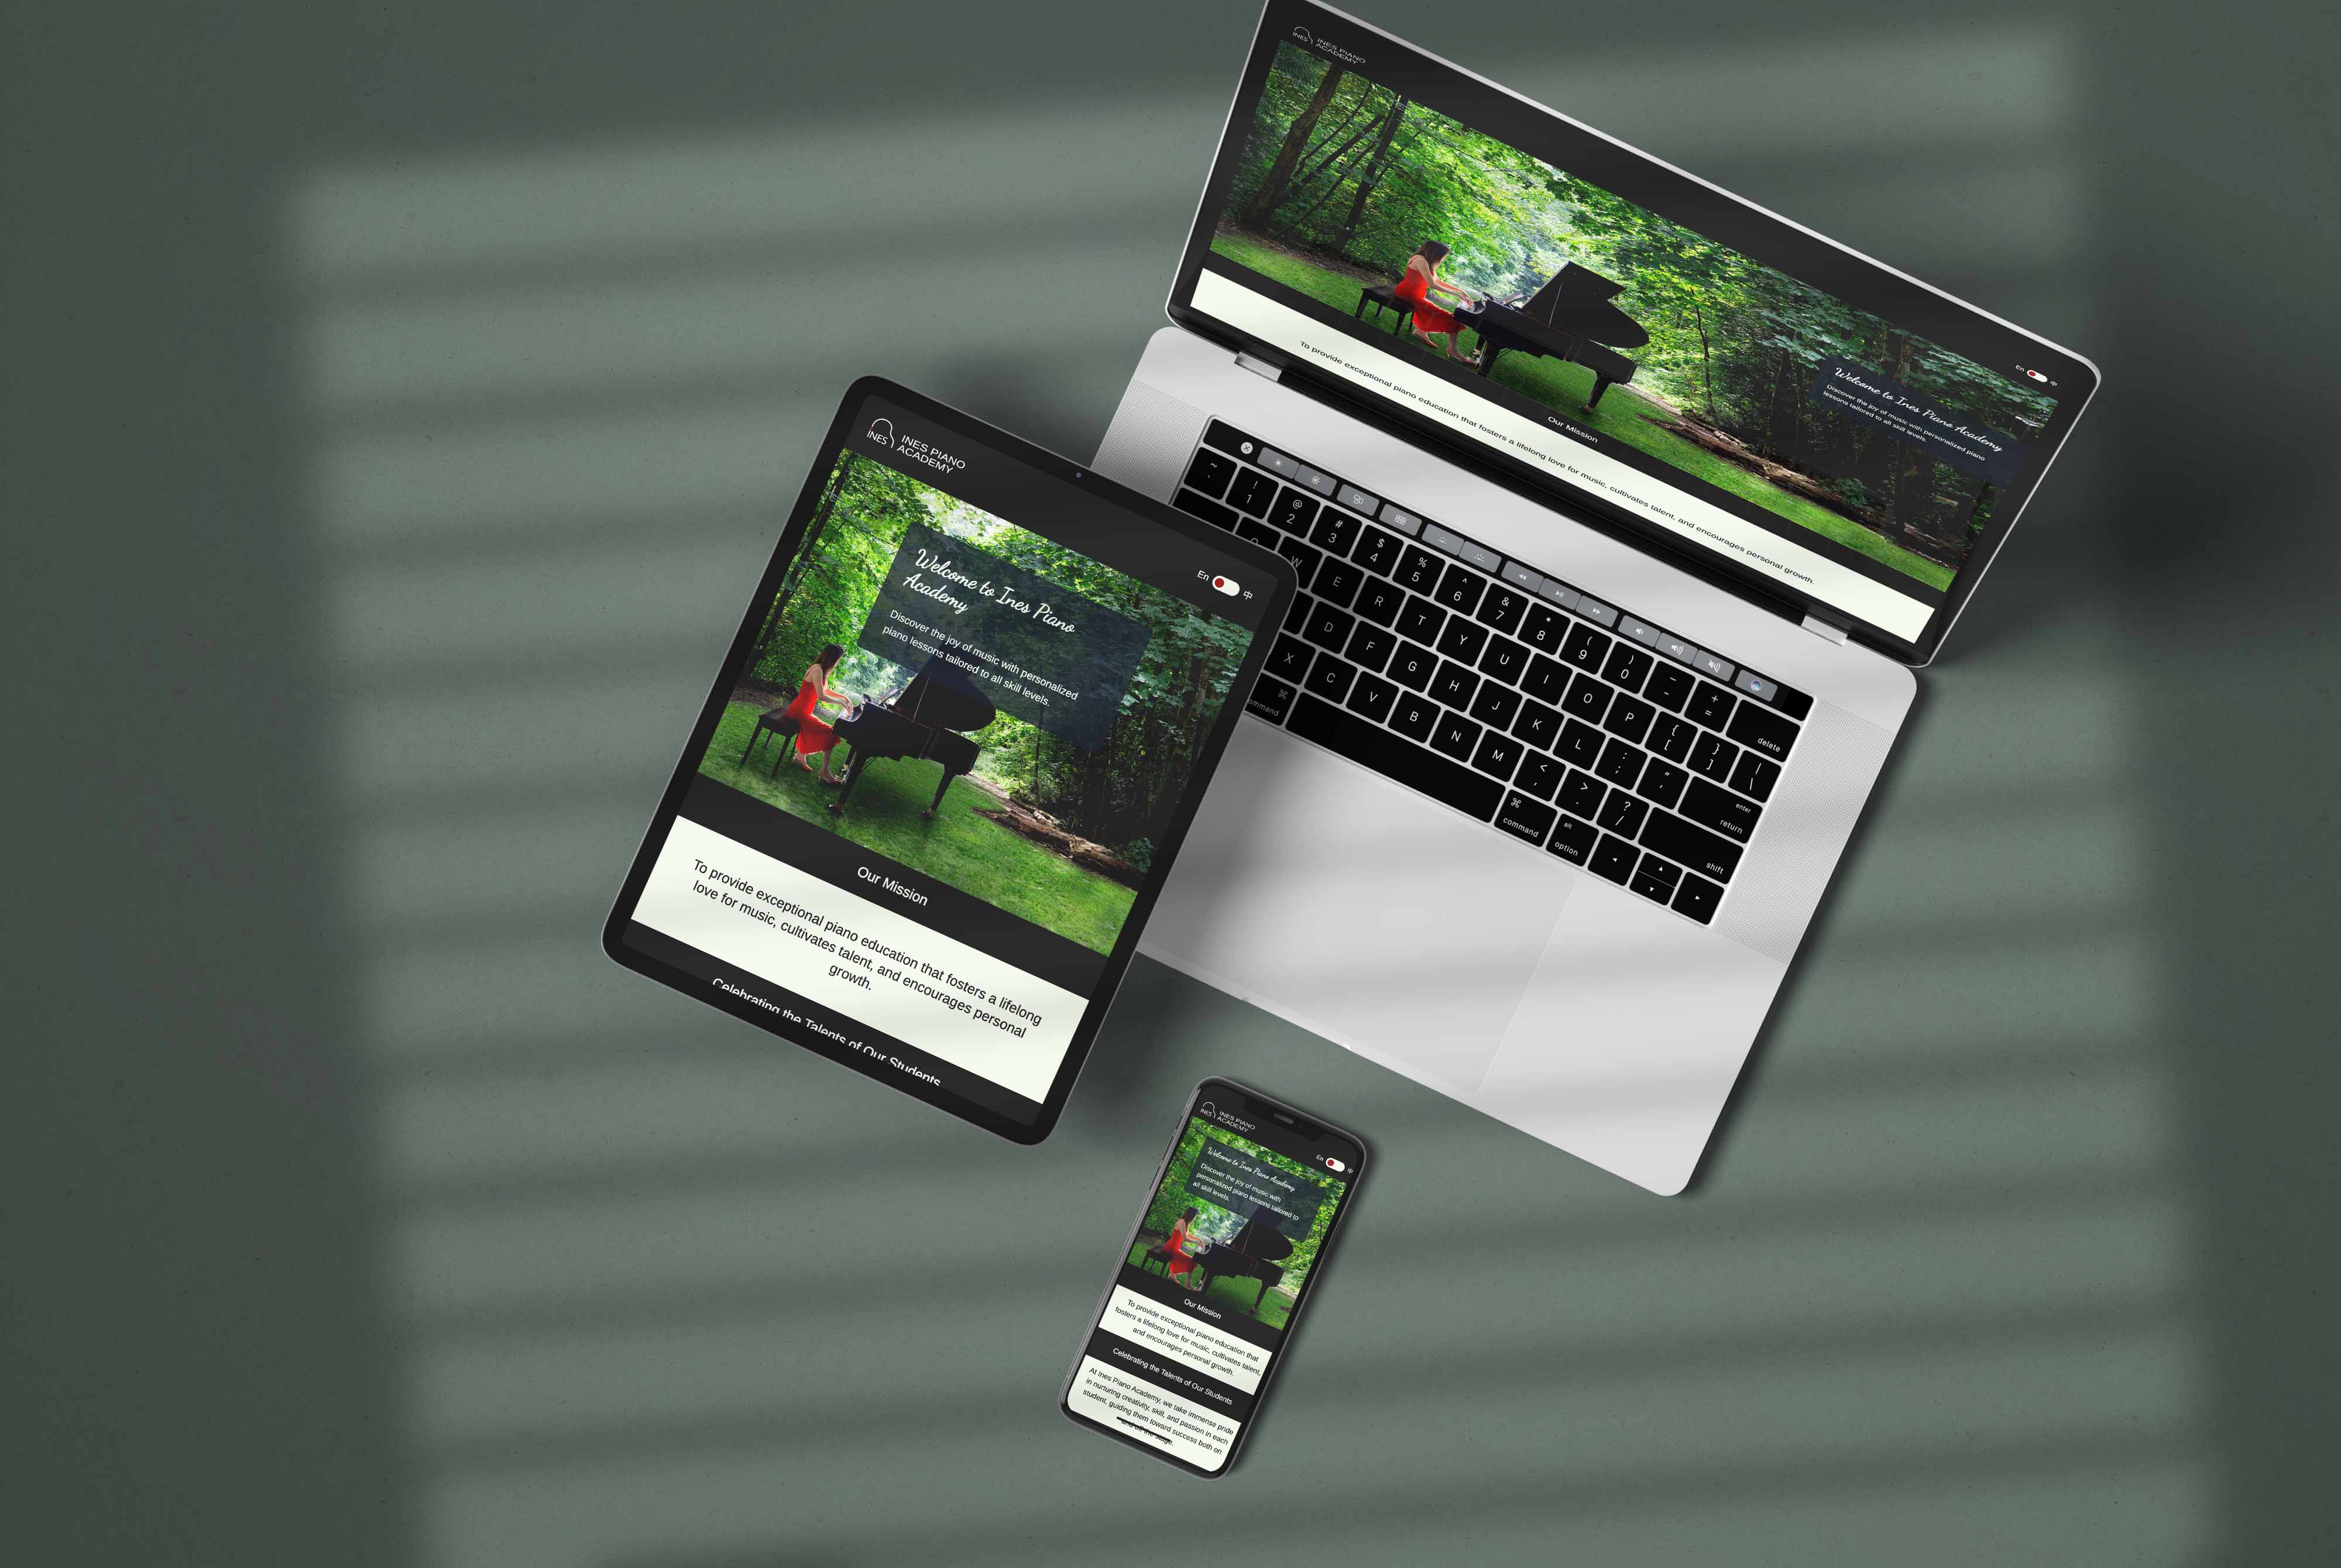 INES
INES PIANO
ACADEMY
En
中
Welcome to Ines Piano Academy
Discover the joy of music with personalized piano
lessons tailored to all skill levels.
Our Mission
To provide exceptional piano education that fosters a lifelong love for music, cultivates talent, and encourages personal growth.
~
`
! @ # $ % ^ & * ( ) _ +
1 2 3 4 5 6 7 8 9 0 - =
delete
Q W E R T Y U I O P { [ } ] | \
D F G H J K L : ; " '
enter
return
X C V B N M < , > . ? /
shift
command
⌘
command
alt
option
INES
INES PIANO
ACADEMY
En
中
Welcome to Ines Piano
Academy
Discover the joy of music with personalized
piano lessons tailored to all skill levels.
Our Mission
To provide exceptional piano education that fosters a lifelong
love for music, cultivates talent, and encourages personal
growth.
Celebrating the Talents of Our Students
INES
INES PIANO
ACADEMY
En
中
Welcome to Ines Piano Academy
Discover the joy of music with
personalized piano lessons tailored to
all skill levels.
Our Mission
To provide exceptional piano education that
fosters a lifelong love for music, cultivates talent,
and encourages personal growth.
Celebrating the Talents of Our Students
At Ines Piano Academy, we take immense pride
in nurturing creativity, skill, and passion in each
student, guiding them toward success both on
and off the stage.